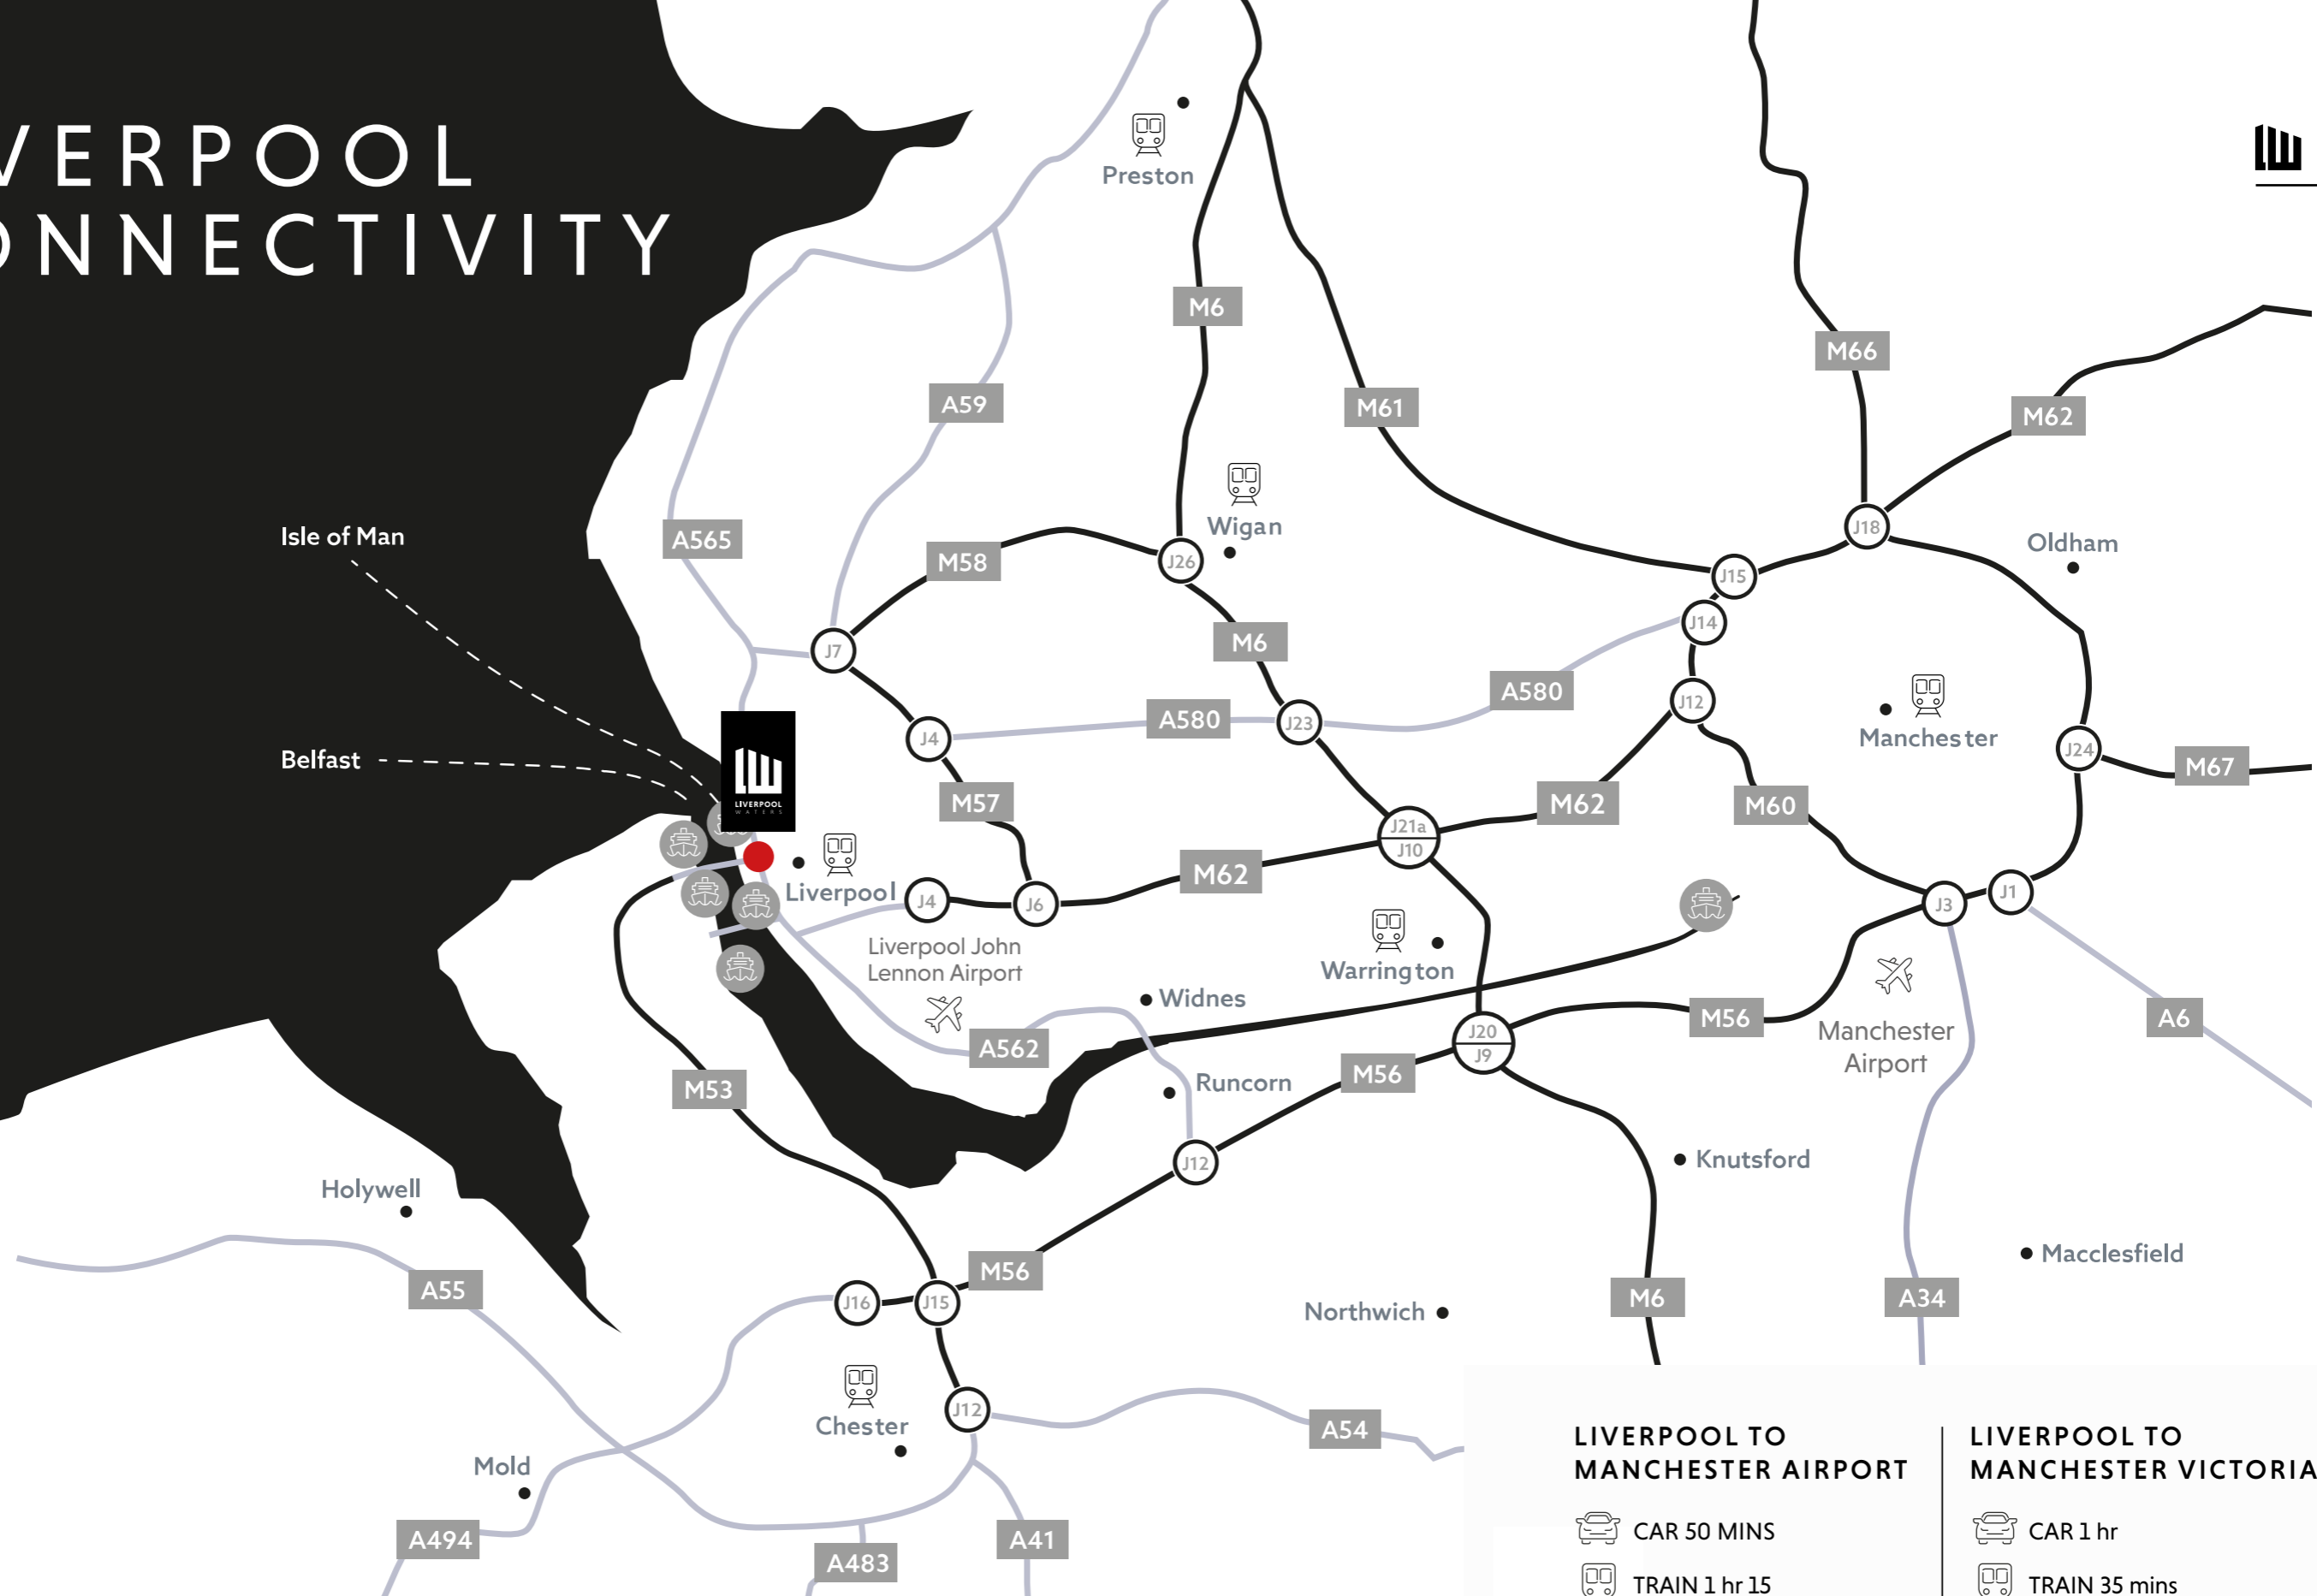 VERPOOL
ONNECTIVITY
Preston
M6
M66
A59
M61
M62
Isle of Man
A565
Wigan
M58
J26
J18
Oldham
J15
J14
J7
M6
A580
J12
A580
J23
J4
Manchester
J24
Belfast
M67
LIVERPOOL
WATERS
M57
M62
M60
J21a
J10
M62
Liverpool
J4
J6
J3
J1
Liverpool John
Lennon Airport
Warrington
Widnes
A562
M56
A6
J20
J9
Manchester
Airport
M53
Runcorn
M56
J12
Knutsford
Holywell
Macclesfield
A55
M56
J16
J15
Northwich
M6
A34
Chester
J12
A54
Mold
A494
A483
A41
LIVERPOOL TO
MANCHESTER AIRPORT
CAR 50 MINS
TRAIN 1 hr 15
LIVERPOOL TO
MANCHESTER VICTORIA
CAR 1 hr
TRAIN 35 mins